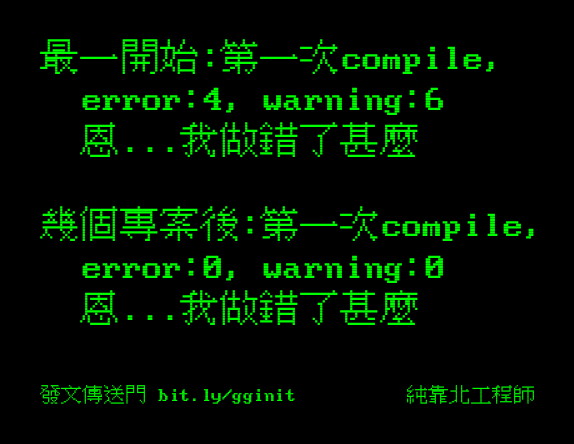 最一開始:第一次compile,
error:4, warning:6
恩...我做錯了甚麼
幾個專案後:第一次compile,
error:0, warning:0
恩...我做錯了甚麼
發文傳送門 bit.ly/gginit
純靠北工程師